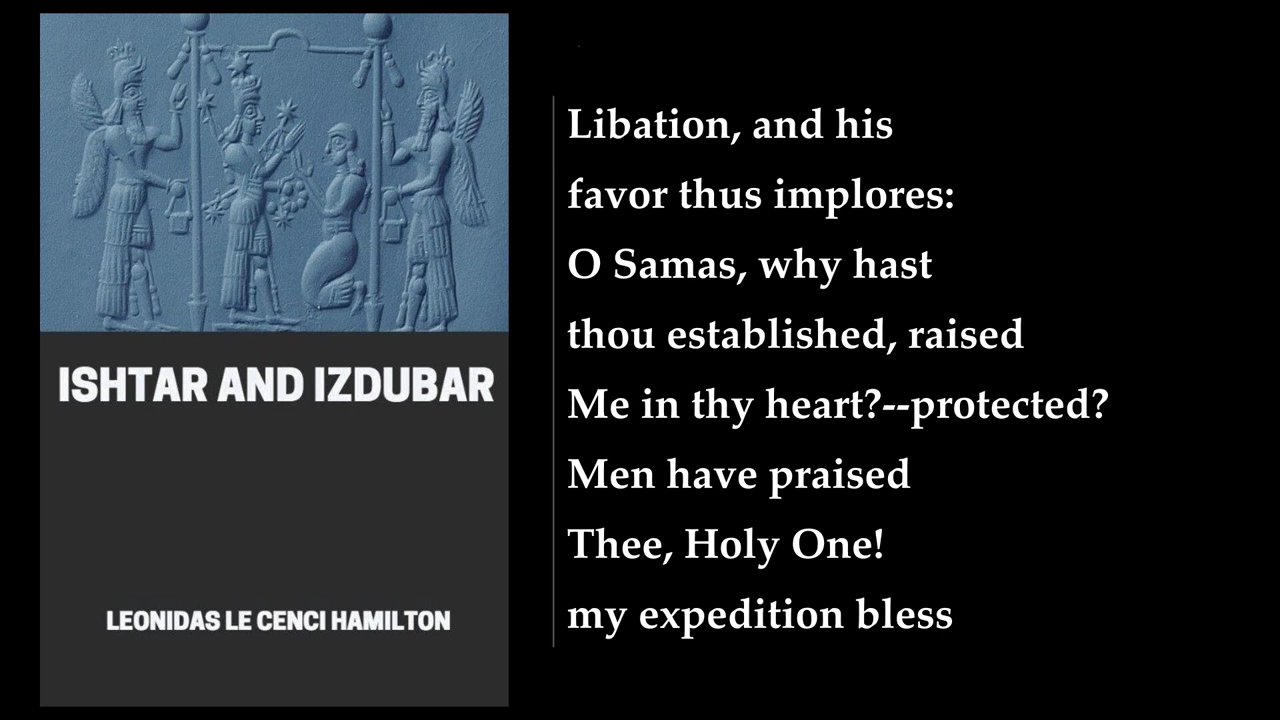 ISHTAR AND IZDUBAR
LEONIDAS LE CENCI HAMILTON
Libation, and his
favor thus implores:
O Samas, why hast
thou established, raised
Me in thy heart?--protected?
Men have praised
Thee, Holy One!
my expedition bless